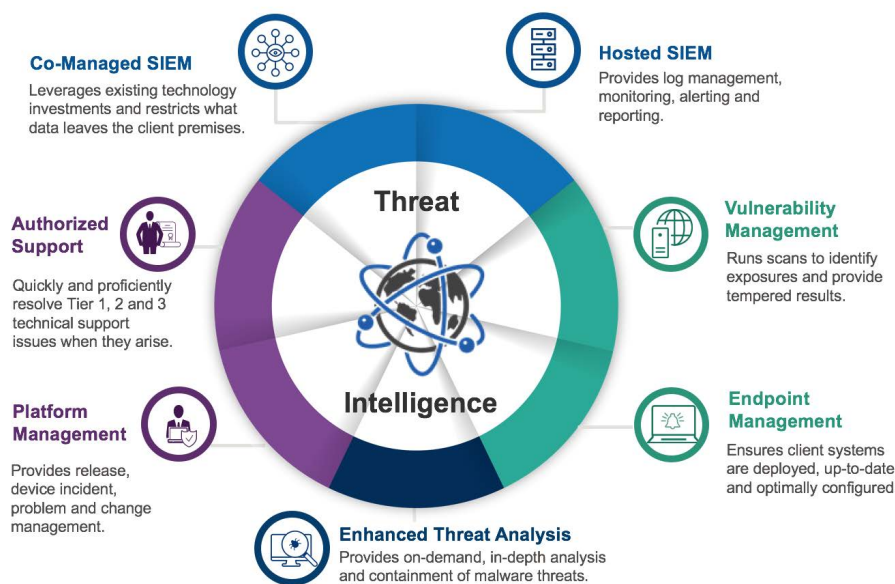 Co-Managed SIEM
Leverages existing technology
investments and restricts what
data leaves the client premises.
Hosted SIEM
Provides log management,
monitoring, alerting and
reporting.
Authorized
Support
Quickly and proficiently
resolve Tier 1, 2 and 3
technical support
issues when they arise.
Threat
Intelligence
Vulnerability
Management
Runs scans to identify
exposures and provide
tempered results.
Platform
Management
Provides release,
device incident,
problem and change
management.
Endpoint
Management
Ensures client systems
are deployed, up-to-date
and optimally configured
Enhanced Threat Analysis
Provides on-demand, in-depth analysis
and containment of malware threats.